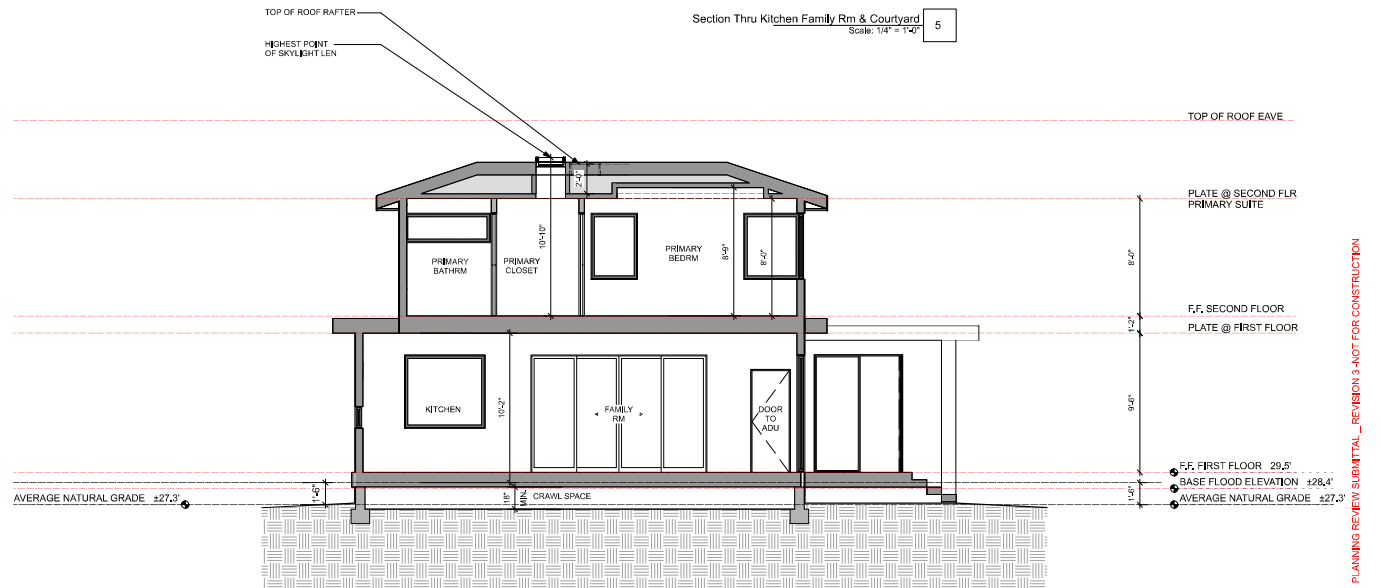 TOP OF ROOF RAFTER
Section Thru Kitchen Family Rm & Courtyard
Scale: 1/4" = 1'-0"
5
HIGHEST POINT
OF SKYLIGHT LEN
TOP OF ROOF EAVE
2'-0"
PLATE @ SECOND FLR
PRIMARY SUITE
10'-10"
PRIMARY
BATHRM
PRIMARY
CLOSET
PRIMARY
BEDRM
8'-9"
8'-0"
8'-0"
F.F. SECOND FLOOR
1'-2"
PLATE @ FIRST FLOOR
10'-2"
9'-6"
KITCHEN
FAMILY
RM
DOOR
TO
ADU
F.F. FIRST FLOOR 29.5'
BASE FLOOD ELEVATION ±28.4'
AVERAGE NATURAL GRADE ±27.3'
1'-6"
18"
MIN.
CRAWL SPACE
1'-6"
AVERAGE NATURAL GRADE ±27.3'
PLANNING REVIEW SUBMITTAL_REVISION 3-NOT FOR CONSTRUCTION